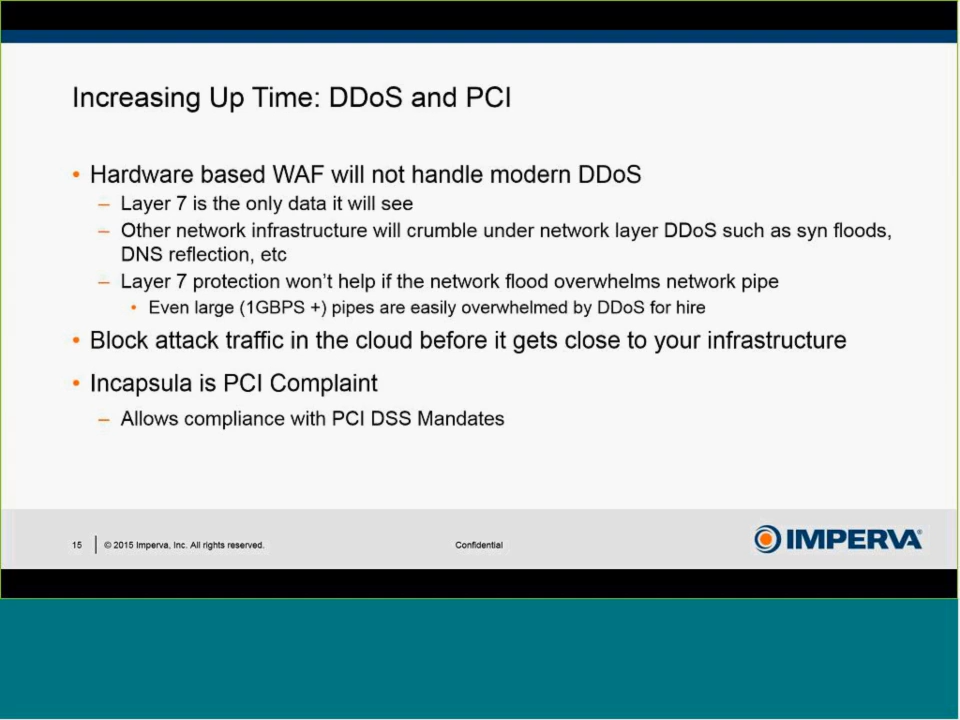 Increasing Up Time: DDoS and PCI
• Hardware based WAF will not handle modern DDoS
– Layer 7 is the only data it will see
– Other network infrastructure will crumble under network layer DDoS such as syn floods,
DNS reflection, etc
– Layer 7 protection won't help if the network flood overwhelms network pipe
• Even large (1GBPS +) pipes are easily overwhelmed by DDoS for hire
• Block attack traffic in the cloud before it gets close to your infrastructure
• Incapsula is PCI Complaint
– Allows compliance with PCI DSS Mandates
15 | © 2015 Imperva, Inc. All rights reserved. Confidential IMPERVA